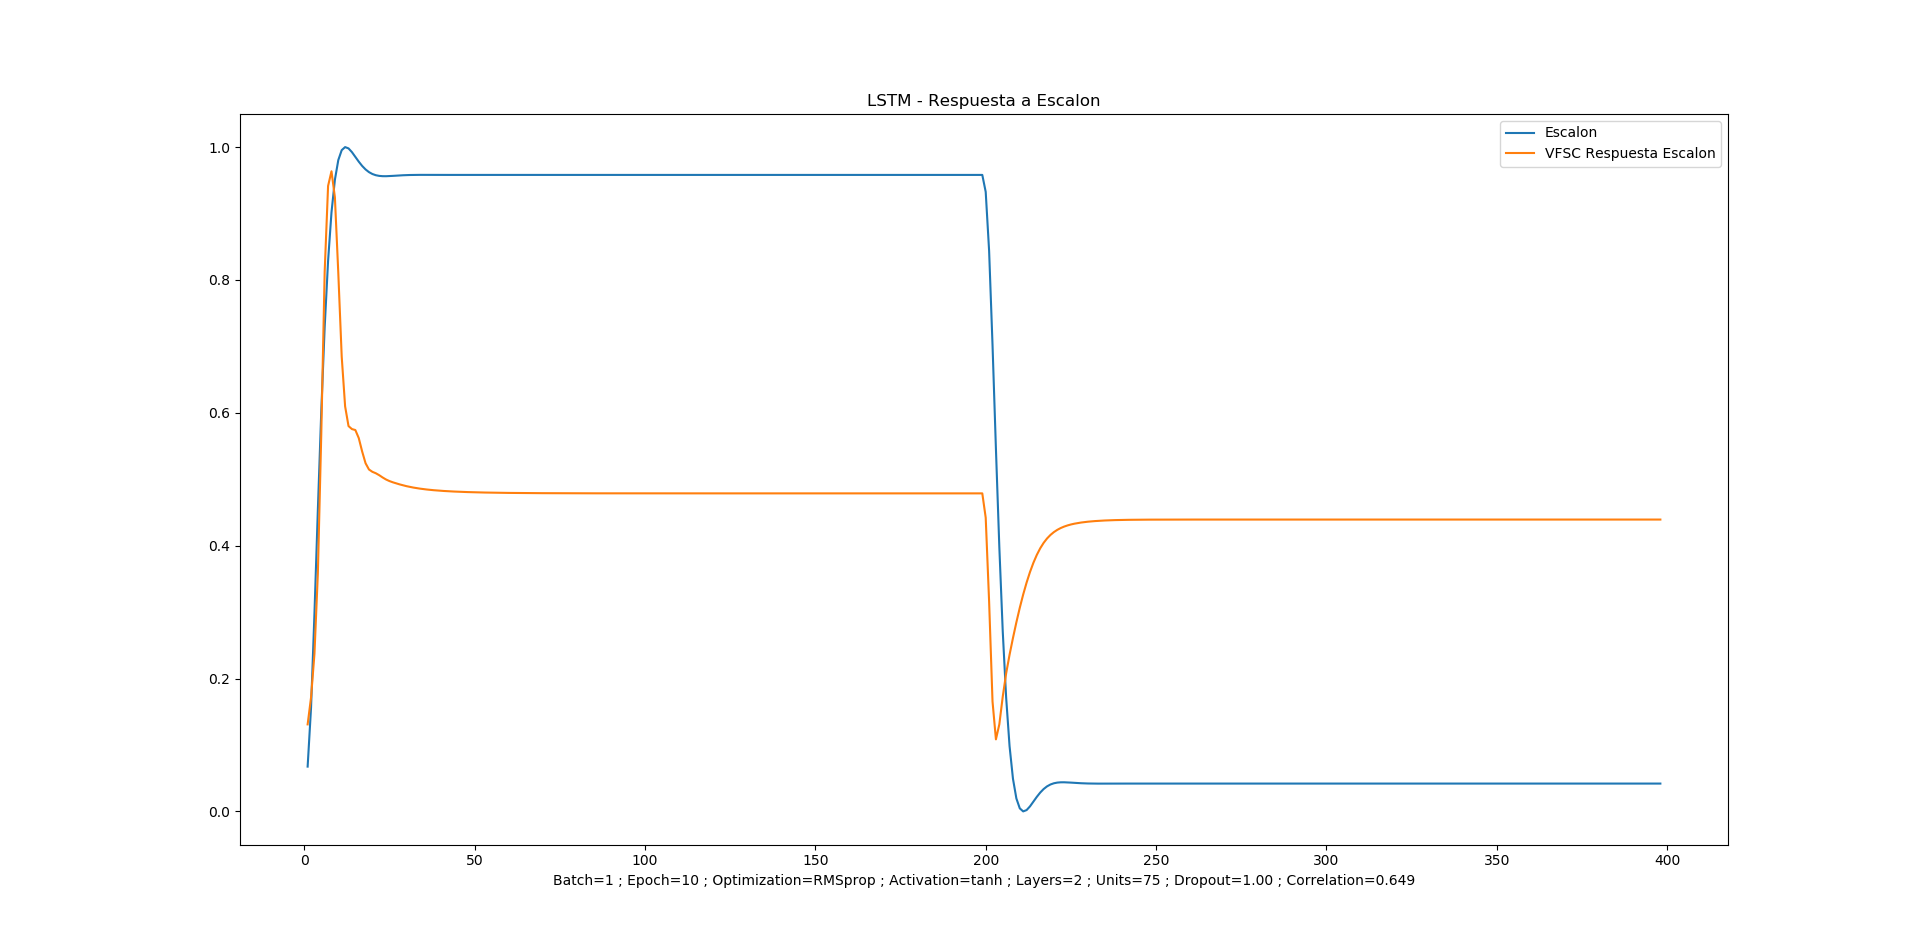 LSTM - Respuesta a Escalon
Escalon
VFSC Respuesta Escalon
1.0
0.8
0.6
0.4
0.2
0.0
0 50 100 150 200 250 300 350 400
Batch=1 ; Epoch=10 ; Optimization=RMSprop ; Activation=tanh ; Layers=2 ; Units=75 ; Dropout=1.00 ; Correlation=0.649